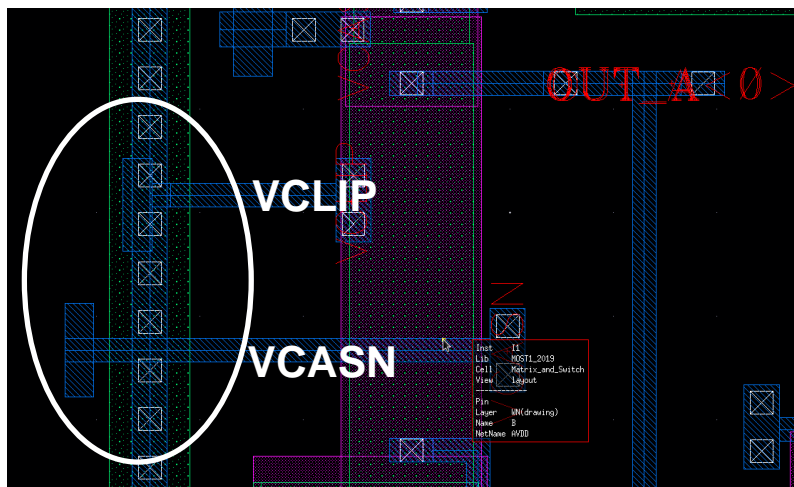 OUT_A<0>
VCLIP
VCASN
Inst I1
Lib MOST1_2019
Cell Matrix_and_Switch
View layout
Pin
Layer WN(drawing)
Name B
NetName AVDD